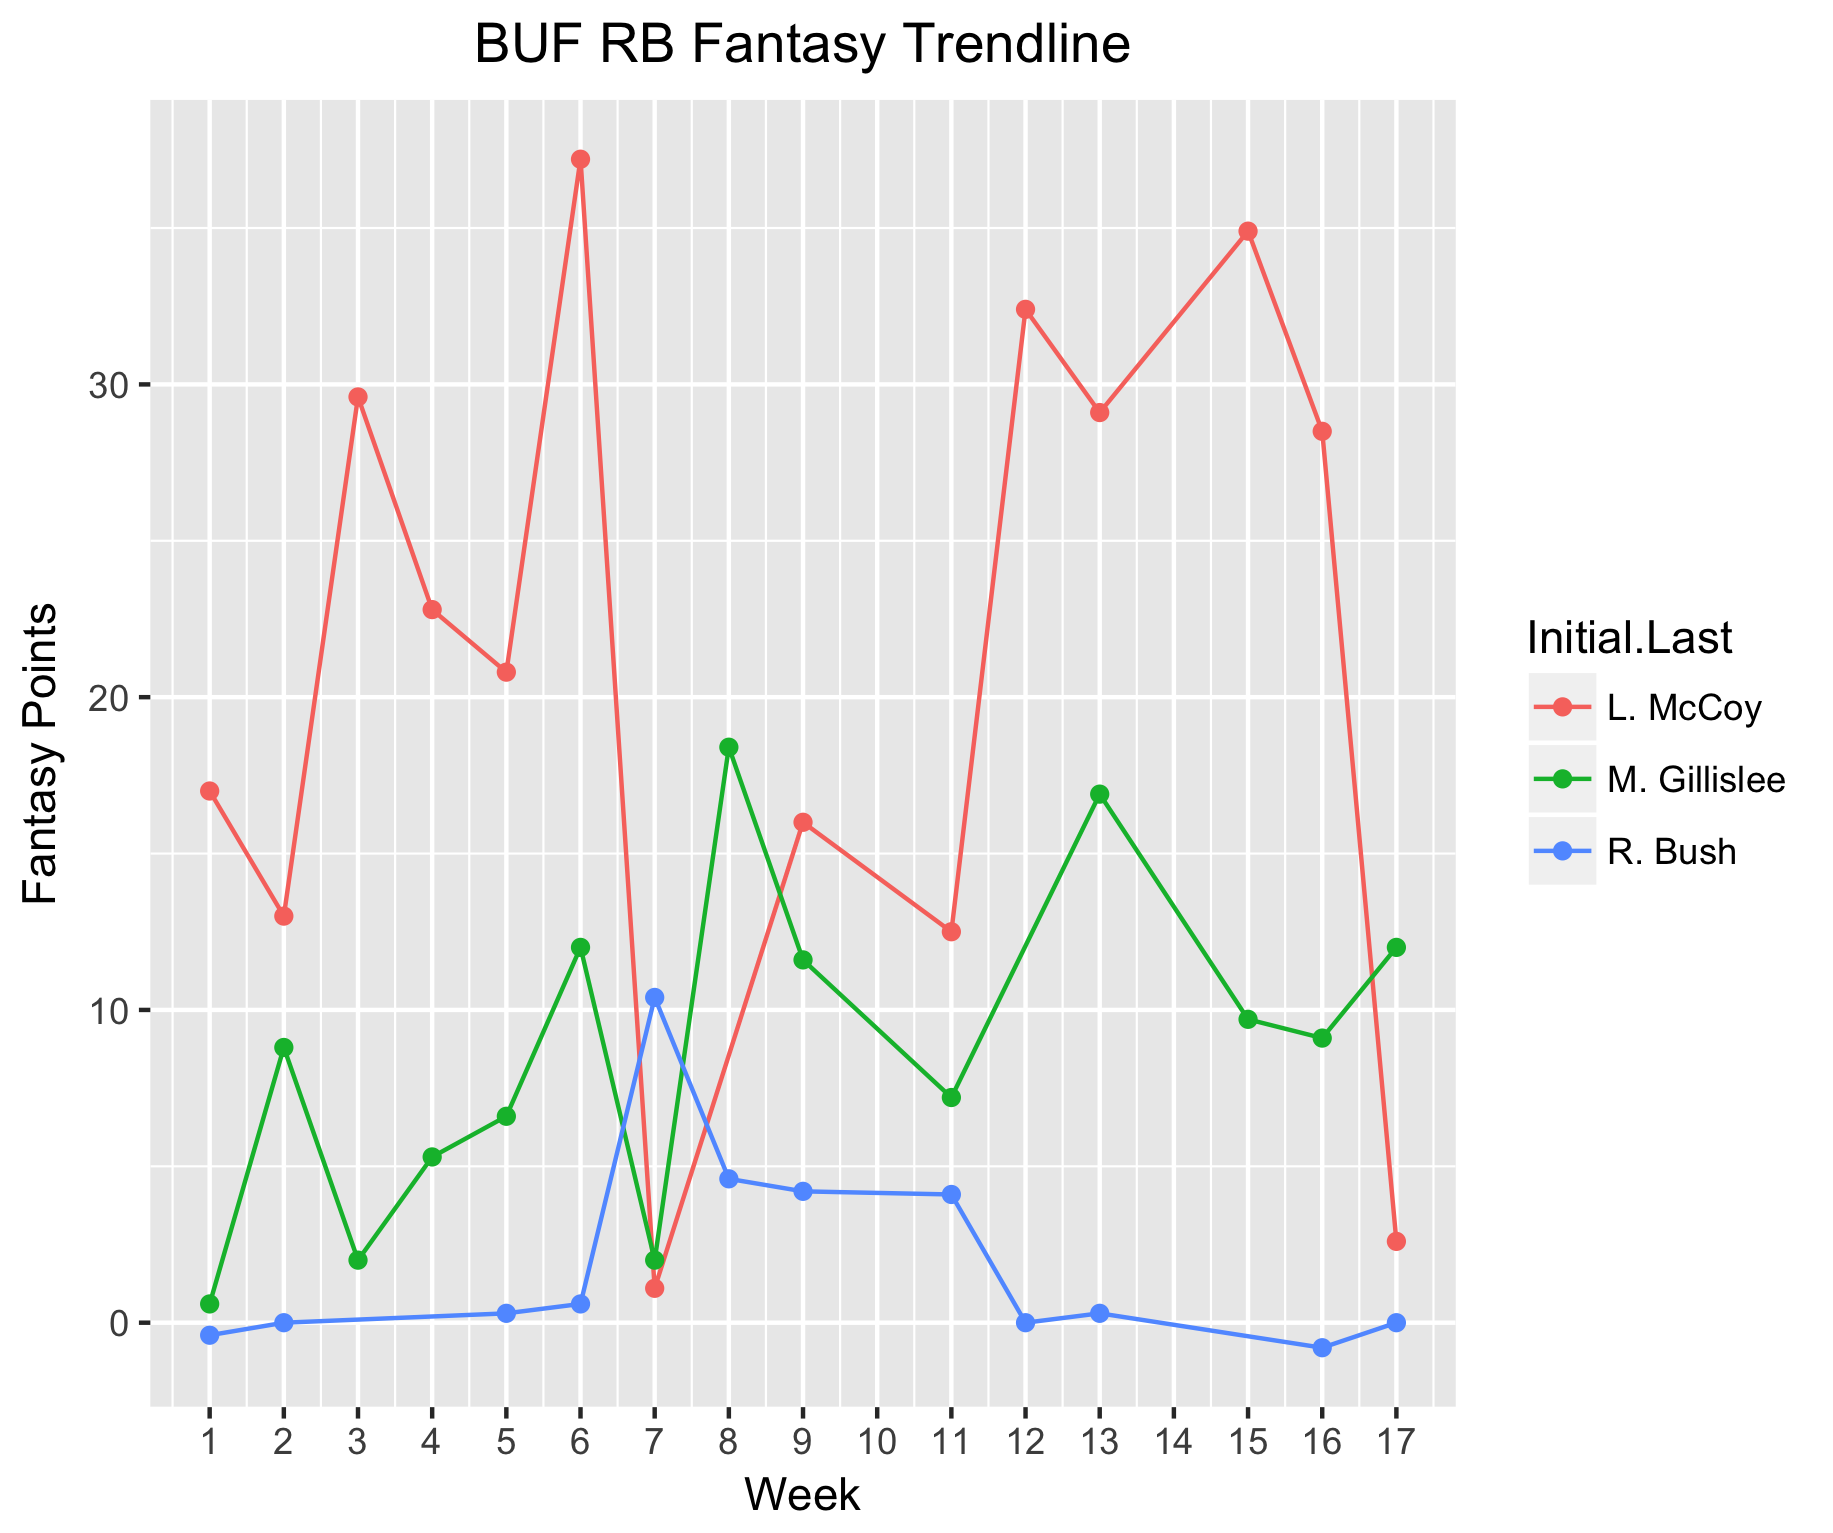 BUF RB Fantasy Trendline
Fantasy Points
30
20
10
0
1 2 3 4 5 6 7 8 9 10 11 12 13 14 15 16 17
Week
Initial.Last
L. McCoy
M. Gillislee
R. Bush